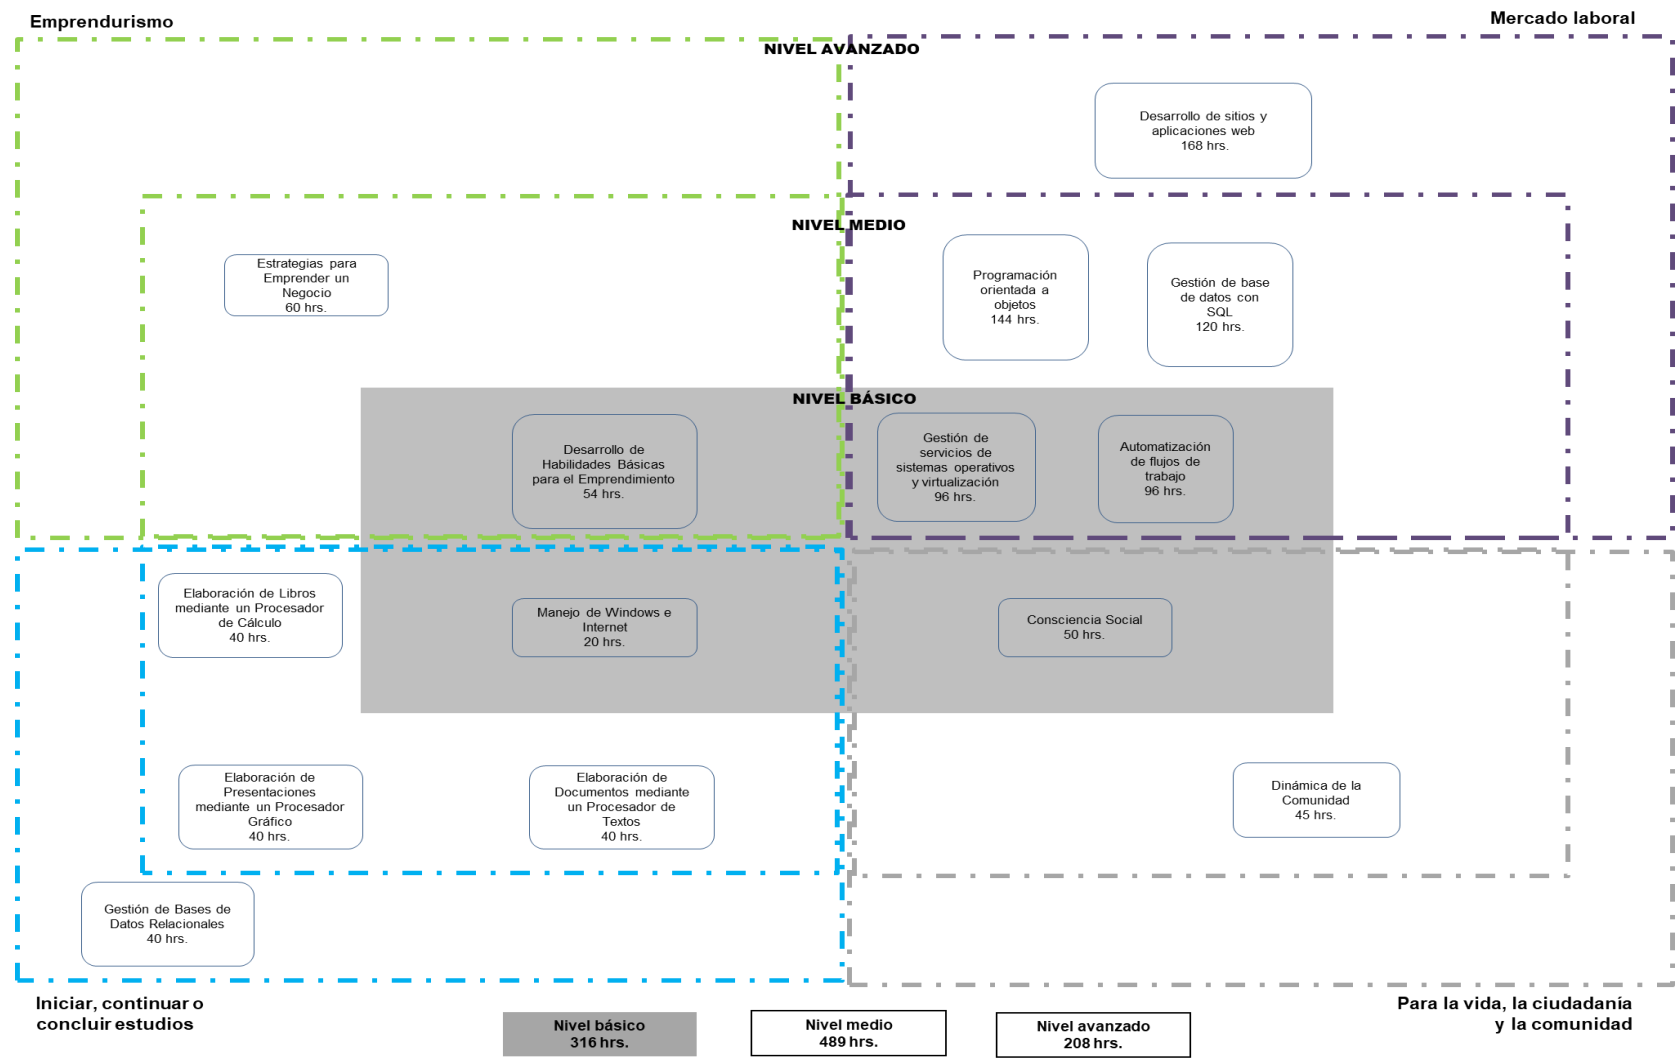 Emprendurismo
Mercado laboral
NIVEL AVANZADO
Desarrollo de sitios y
aplicaciones web
168 hrs.
NIVEL MEDIO
Estrategias para
Emprender un
Negocio
60 hrs.
Programación
orientada a
objetos
144 hrs.
Gestión de base
de datos con
SQL
120 hrs.
NIVEL BÁSICO
Desarrollo de
Habilidades Básicas
para el Emprendimiento
54 hrs.
Gestión de
servicios de
sistemas operativos
y virtualización
96 hrs.
Automatización
de flujos de
trabajo
96 hrs.
Elaboración de Libros
mediante un Procesador
de Cálculo
40 hrs.
Manejo de Windows e
Internet
20 hrs.
Consciencia Social
50 hrs.
Elaboración de
Presentaciones
mediante un Procesador
Gráfico
40 hrs.
Elaboración de
Documentos mediante
un Procesador de
Textos
40 hrs.
Dinámica de la
Comunidad
45 hrs.
Gestión de Bases de
Datos Relacionales
40 hrs.
Iniciar, continuar o
concluir estudios
Para la vida, la ciudadanía
y la comunidad
Nivel básico
316 hrs.
Nivel medio
489 hrs.
Nivel avanzado
208 hrs.